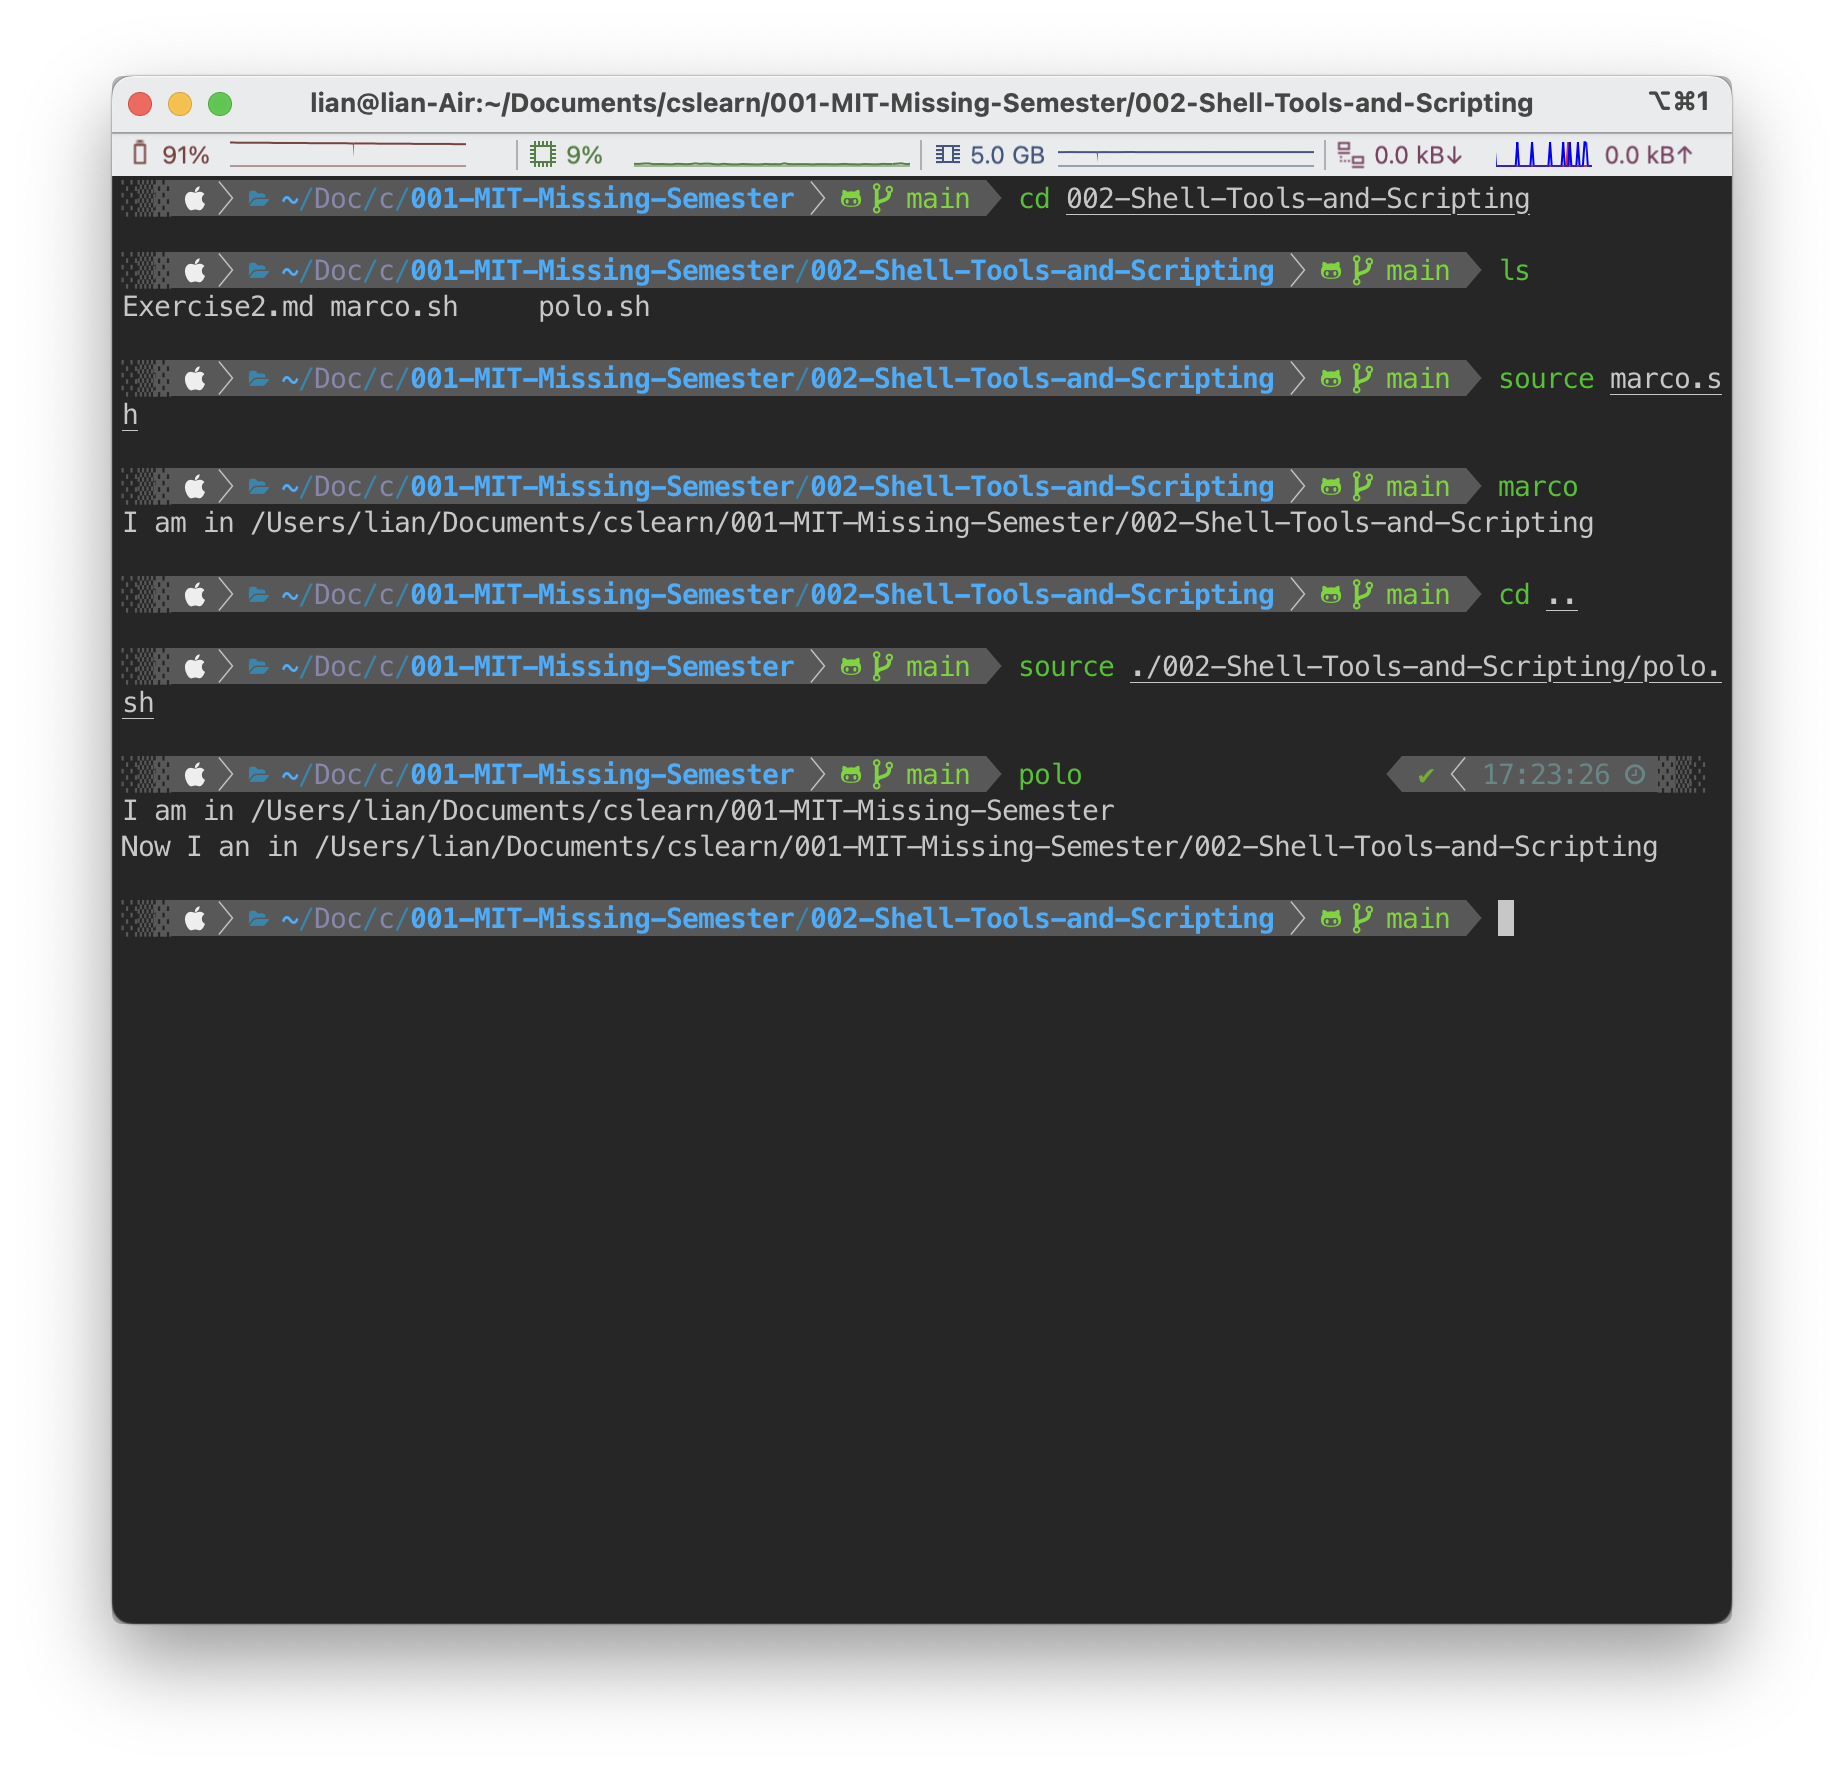 lian@lian-Air:~/Documents/cslearn/001-MIT-Missing-Semester/002-Shell-Tools-and-Scripting ⌥⌘1
91% 9% 5.0 GB 0.0 kB↓ 0.0 kB↑
~/Doc/c/001-MIT-Missing-Semester main cd 002-Shell-Tools-and-Scripting
~/Doc/c/001-MIT-Missing-Semester/002-Shell-Tools-and-Scripting main ls
Exercise2.md marco.sh polo.sh
~/Doc/c/001-MIT-Missing-Semester/002-Shell-Tools-and-Scripting main source marco.s
h
~/Doc/c/001-MIT-Missing-Semester/002-Shell-Tools-and-Scripting main marco
I am in /Users/lian/Documents/cslearn/001-MIT-Missing-Semester/002-Shell-Tools-and-Scripting
~/Doc/c/001-MIT-Missing-Semester/002-Shell-Tools-and-Scripting main cd ..
~/Doc/c/001-MIT-Missing-Semester main source ./002-Shell-Tools-and-Scripting/polo.
sh
~/Doc/c/001-MIT-Missing-Semester main polo ✔ 17:23:26
I am in /Users/lian/Documents/cslearn/001-MIT-Missing-Semester
Now I an in /Users/lian/Documents/cslearn/001-MIT-Missing-Semester/002-Shell-Tools-and-Scripting
~/Doc/c/001-MIT-Missing-Semester/002-Shell-Tools-and-Scripting main